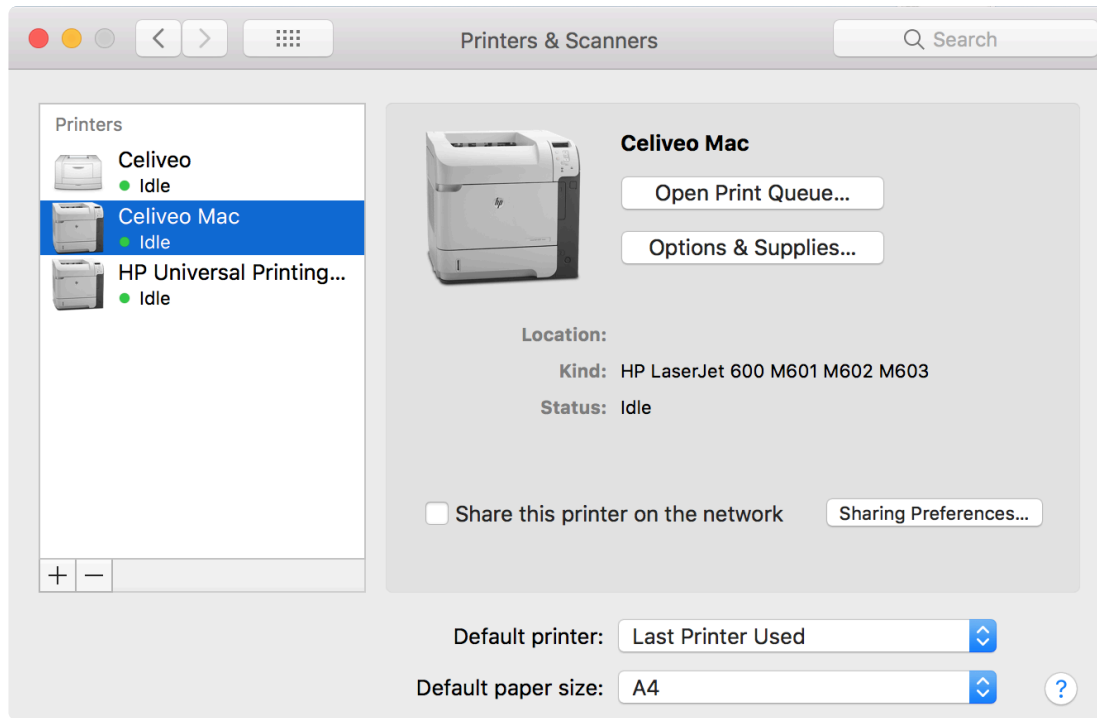 Printers & Scanners
Search
Printers
Celiveo
Idle
Celiveo Mac
Idle
HP Universal Printing...
Idle
hp
Celiveo Mac
Open Print Queue...
Options & Supplies...
Location:
Kind: HP LaserJet 600 M601 M602 M603
Status: Idle
Share this printer on the network
Sharing Preferences...
+ −
Default printer: Last Printer Used
Default paper size: A4
?